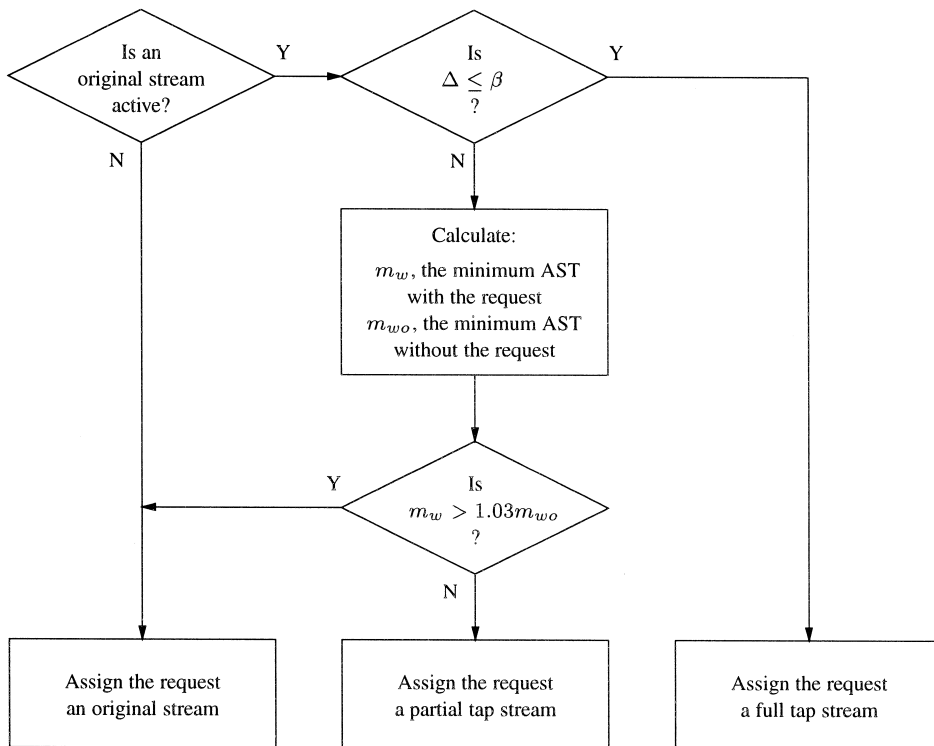 Is an
original stream
active?
Y
N
Is
Δ ≤ β
?
Y
N
Calculate:
m_w, the minimum AST
with the request
m_wo, the minimum AST
without the request
Is
m_w > 1.03m_wo
?
Y
N
Assign the request
an original stream
Assign the request
a partial tap stream
Assign the request
a full tap stream